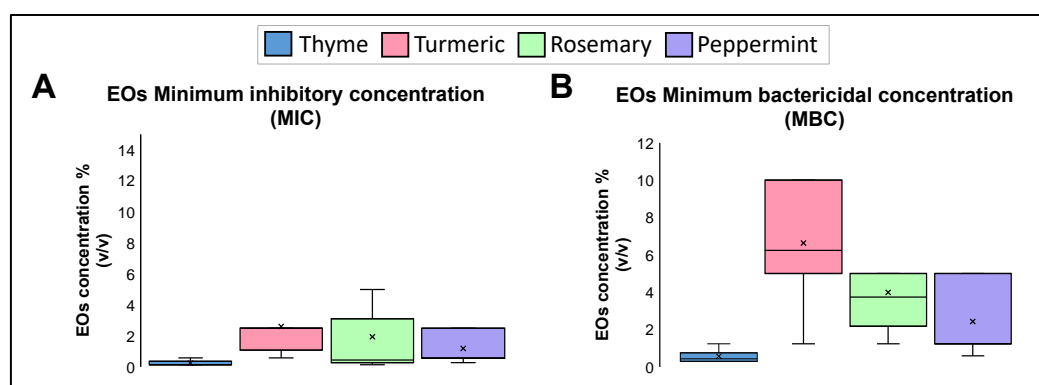 Thyme Turmeric Rosemary Peppermint
A
EOs Minimum inhibitory concentration
(MIC)
EOs concentration %
(v/v)
14
12
10
8
6
4
2
0
B
EOs Minimum bactericidal concentration
(MBC)
EOs concentration %
(v/v)
12
10
8
6
4
2
0